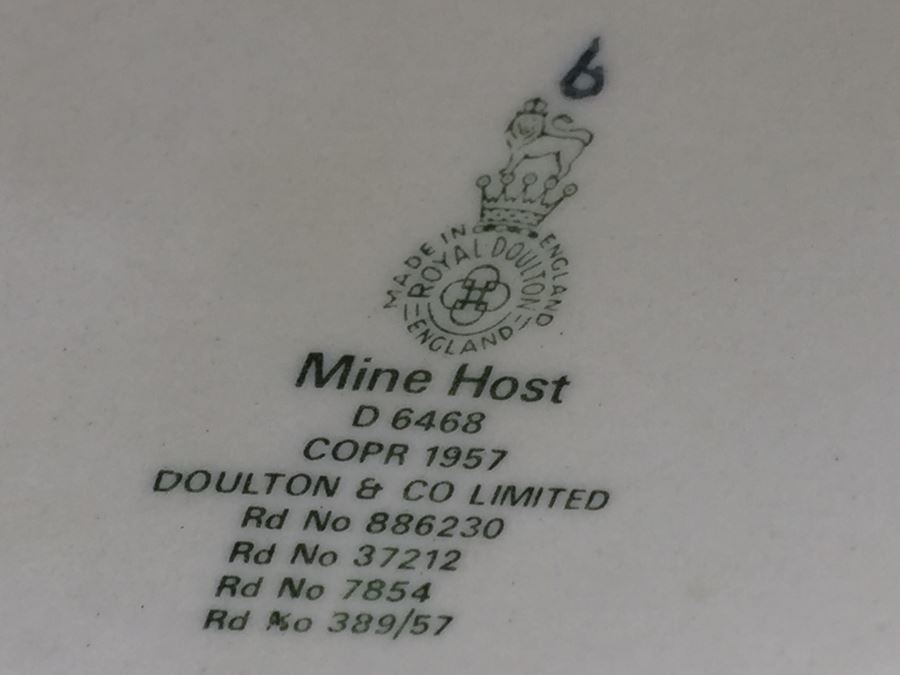 6
MADE IN ENGLAND
ROYAL DOULTON
ENGLAND
Mine Host
D 6468
COPR 1957
DOULTON & CO LIMITED
Rd No 886230
Rd No 37212
Rd No 7854
Rd No 389/57